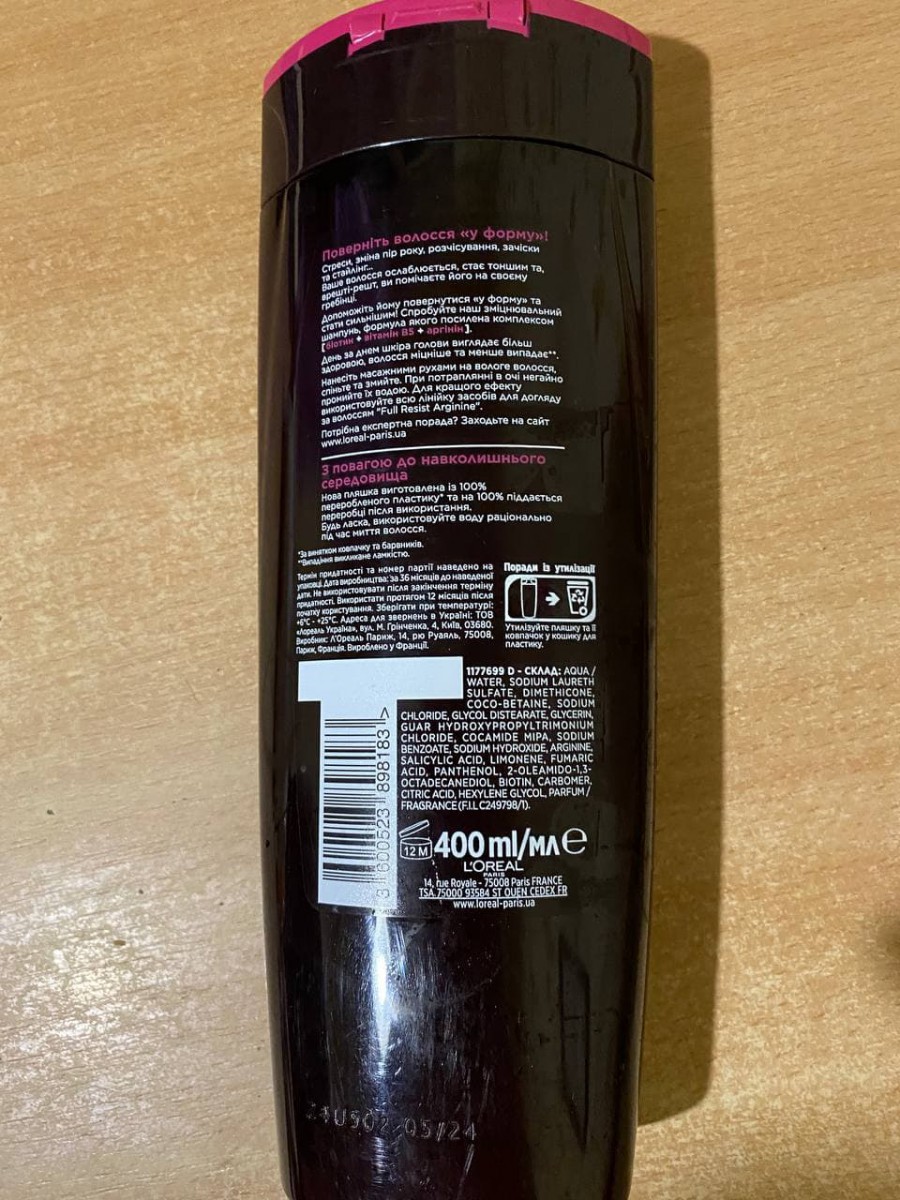 Поверніть волосся «у форму»!
Стреси, зміна пір року, розчісування, зачіски
та стайлінг...
Ваше волосся ослаблюється, стає тоншим та,
врешті-решт, ви помічаєте його на своєму
гребінці.
Допоможіть йому повернутися «у форму» та
стати сильнішим! Спробуйте наш зміцнювальний
шампунь, формула якого посилена комплексом
[біотин + вітамін B5 + аргінін].
День за днем шкіра голови виглядає більш
здоровою, волосся міцніше та менше випадає**.
Нанесіть масажними рухами на вологе волосся,
спіньте та змийте. При потраплянні в очі негайно
промийте їх водою. Для кращого ефекту
використовуйте всю лінійку засобів для догляду
за волоссям "Full Resist Arginine".
Потрібна експертна порада? Заходьте на сайт
www.loreal-paris.ua
З повагою до навколишнього
середовища
Нова пляшка виготовлена із 100%
переробленого пластику* та на 100% піддається
переробці після використання.
Будь ласка, використовуйте воду раціонально
під час миття волосся.
*За винятком ковпачку та барвників.
**Випадіння викликане ламкістю.
Термін придатності та номер партії наведено на
упаковці. Дата виробництва: за 36 місяців до наведеної
дати. Не використовувати після закінчення терміну
придатності. Використати протягом 12 місяців після
початку користування. Зберігати при температурі:
+6°C - +25°C. Адреса для звернень в Україні: ТОВ
«Лореаль Україна», вул. М. Грінченка, 4, Київ, 03680.
Виробник: Л'Ореаль Париж, 14, рю Руаяль, 75008,
Париж, Франція. Вироблено у Франції.
Поради із утилізації
Утилізуйте пляшку та її
ковпачок у кошику для
пластику.
1177699 D - СКЛАД: AQUA /
WATER, SODIUM LAURETH
SULFATE, DIMETHICONE,
COCO-BETAINE, SODIUM
CHLORIDE, GLYCOL DISTEARATE, GLYCERIN,
GUAR HYDROXYPROPYLTRIMONIUM
CHLORIDE, COCAMIDE MIPA, SODIUM
BENZOATE, SODIUM HYDROXIDE, ARGININE,
SALICYLIC ACID, LIMONENE, FUMARIC
ACID, PANTHENOL, 2-OLEAMIDO-1,3-
OCTADECANEDIOL, BIOTIN, CARBOMER,
CITRIC ACID, HEXYLENE GLYCOL, PARFUM /
FRAGRANCE (F.I.L C249798/1).
3 600523 898183 >
12 M
400 ml/мл e
L'ORÉAL
PARIS
14, rue Royale - 75008 Paris FRANCE
TSA 75000 93584 ST OUEN CEDEX FR
www.loreal-paris.ua
05/24